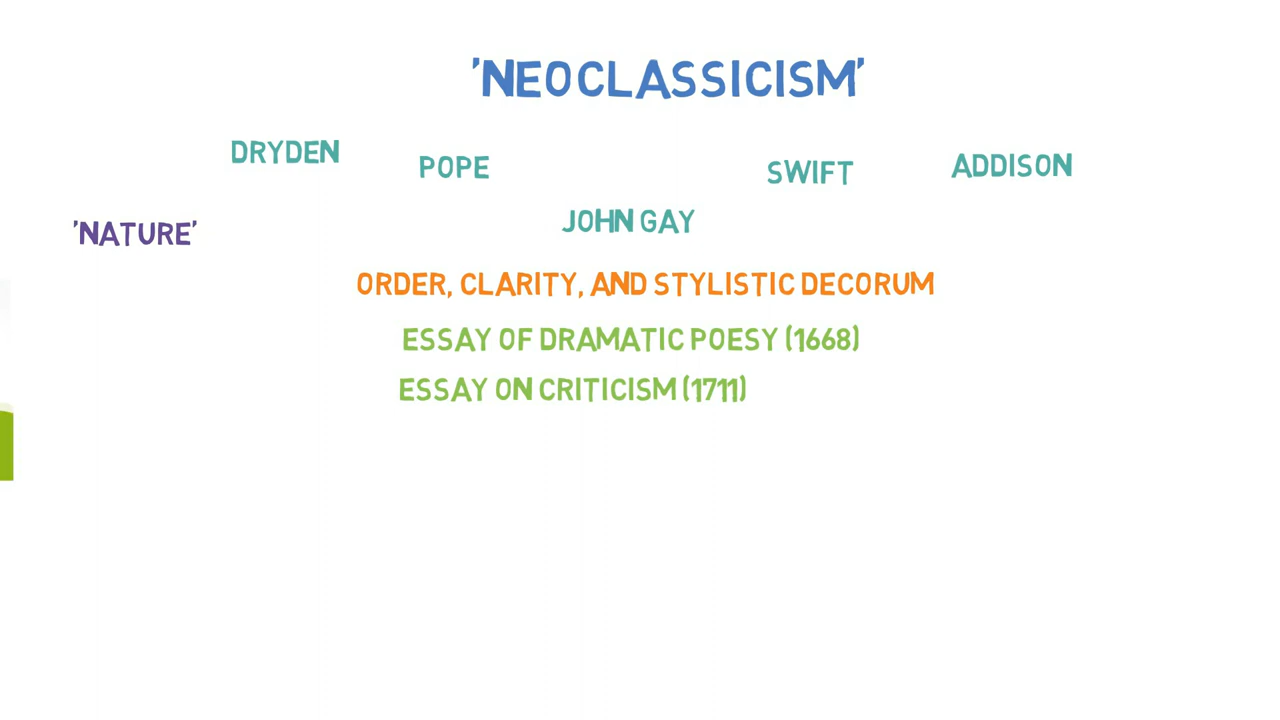 'NEOCLASSICISM'
DRYDEN
POPE
SWIFT
ADDISON
JOHN GAY
'NATURE'
ORDER, CLARITY, AND STYLISTIC DECORUM
ESSAY OF DRAMATIC POESY (1668)
ESSAY ON CRITICISM (1711)